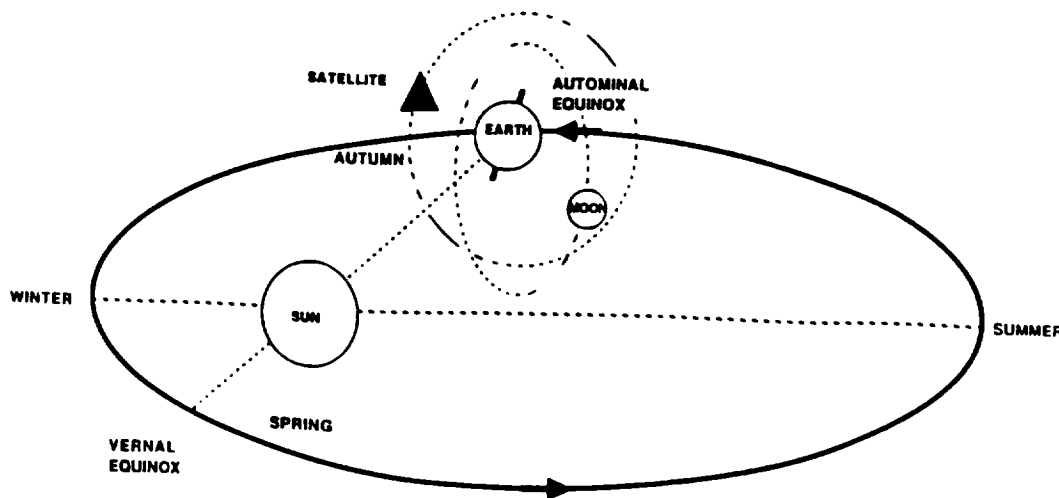 SATELLITE
AUTOMINAL
EQUINOX
EARTH
AUTUMN
MOON
WINTER
SUN
SUMMER
SPRING
VERNAL
EQUINOX